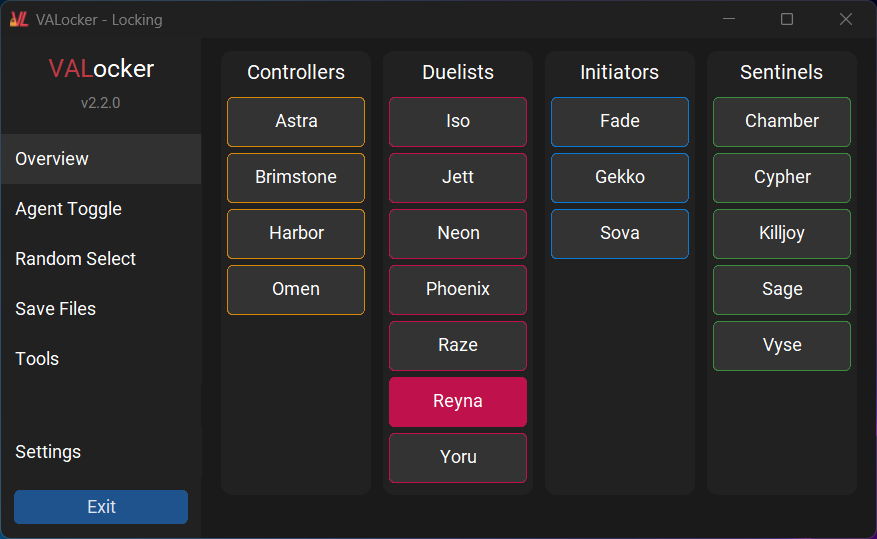 VALocker - Locking
VALocker
v2.2.0
Overview
Agent Toggle
Random Select
Save Files
Tools
Settings
Exit
Controllers
Astra
Brimstone
Harbor
Omen
Duelists
Iso
Jett
Neon
Phoenix
Raze
Reyna
Yoru
Initiators
Fade
Gekko
Sova
Sentinels
Chamber
Cypher
Killjoy
Sage
Vyse